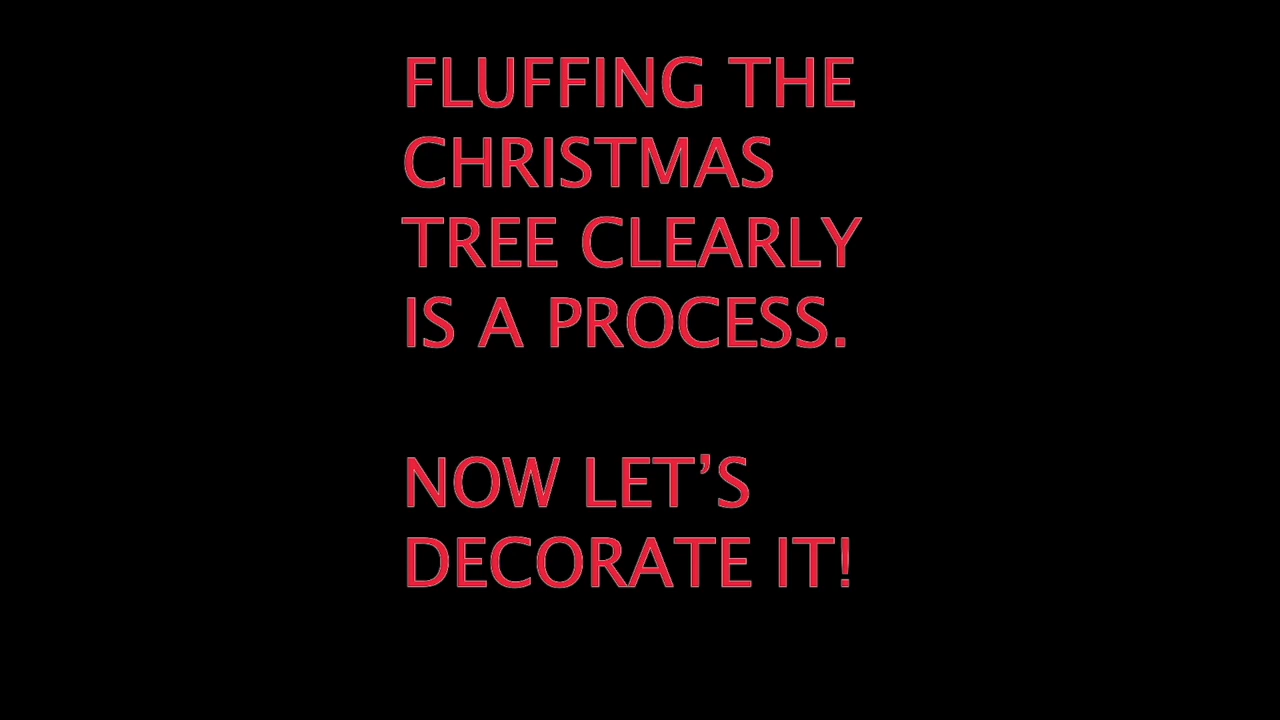 FLUFFING THE
CHRISTMAS
TREE CLEARLY
IS A PROCESS.
NOW LET’S
DECORATE IT!